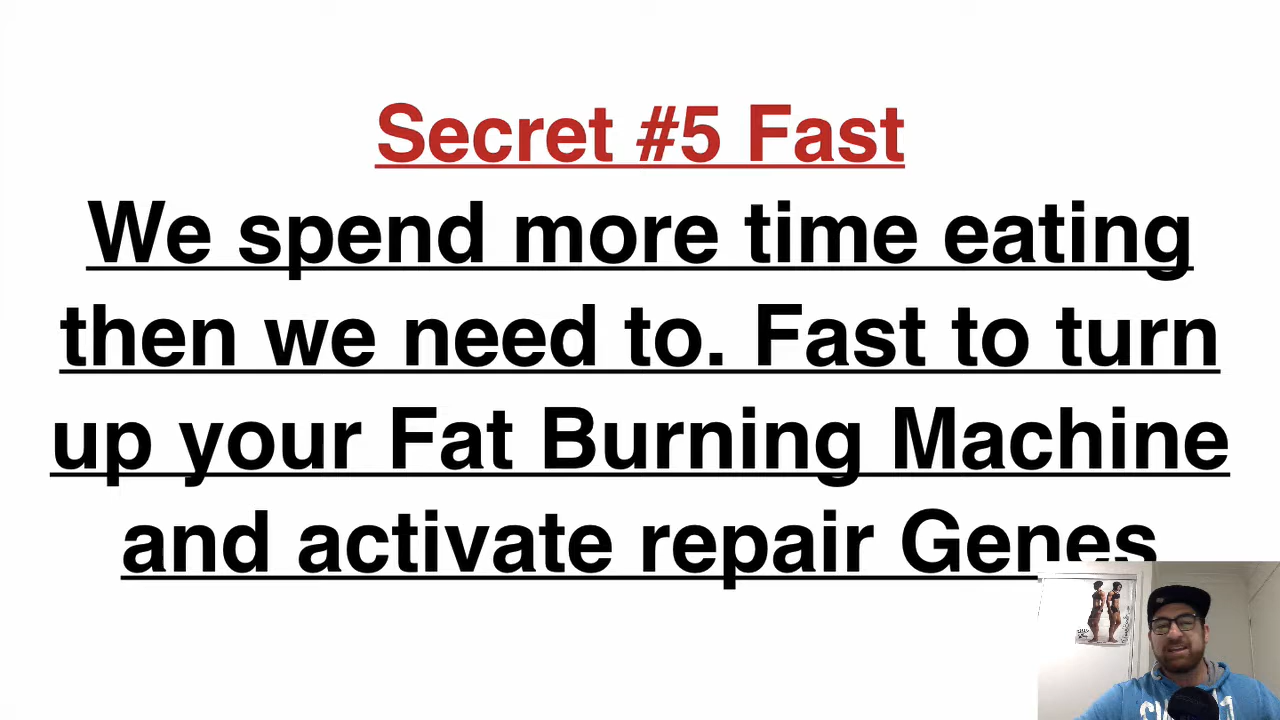 Secret #5 Fast
We spend more time eating
then we need to. Fast to turn
up your Fat Burning Machine
and activate repair Genes